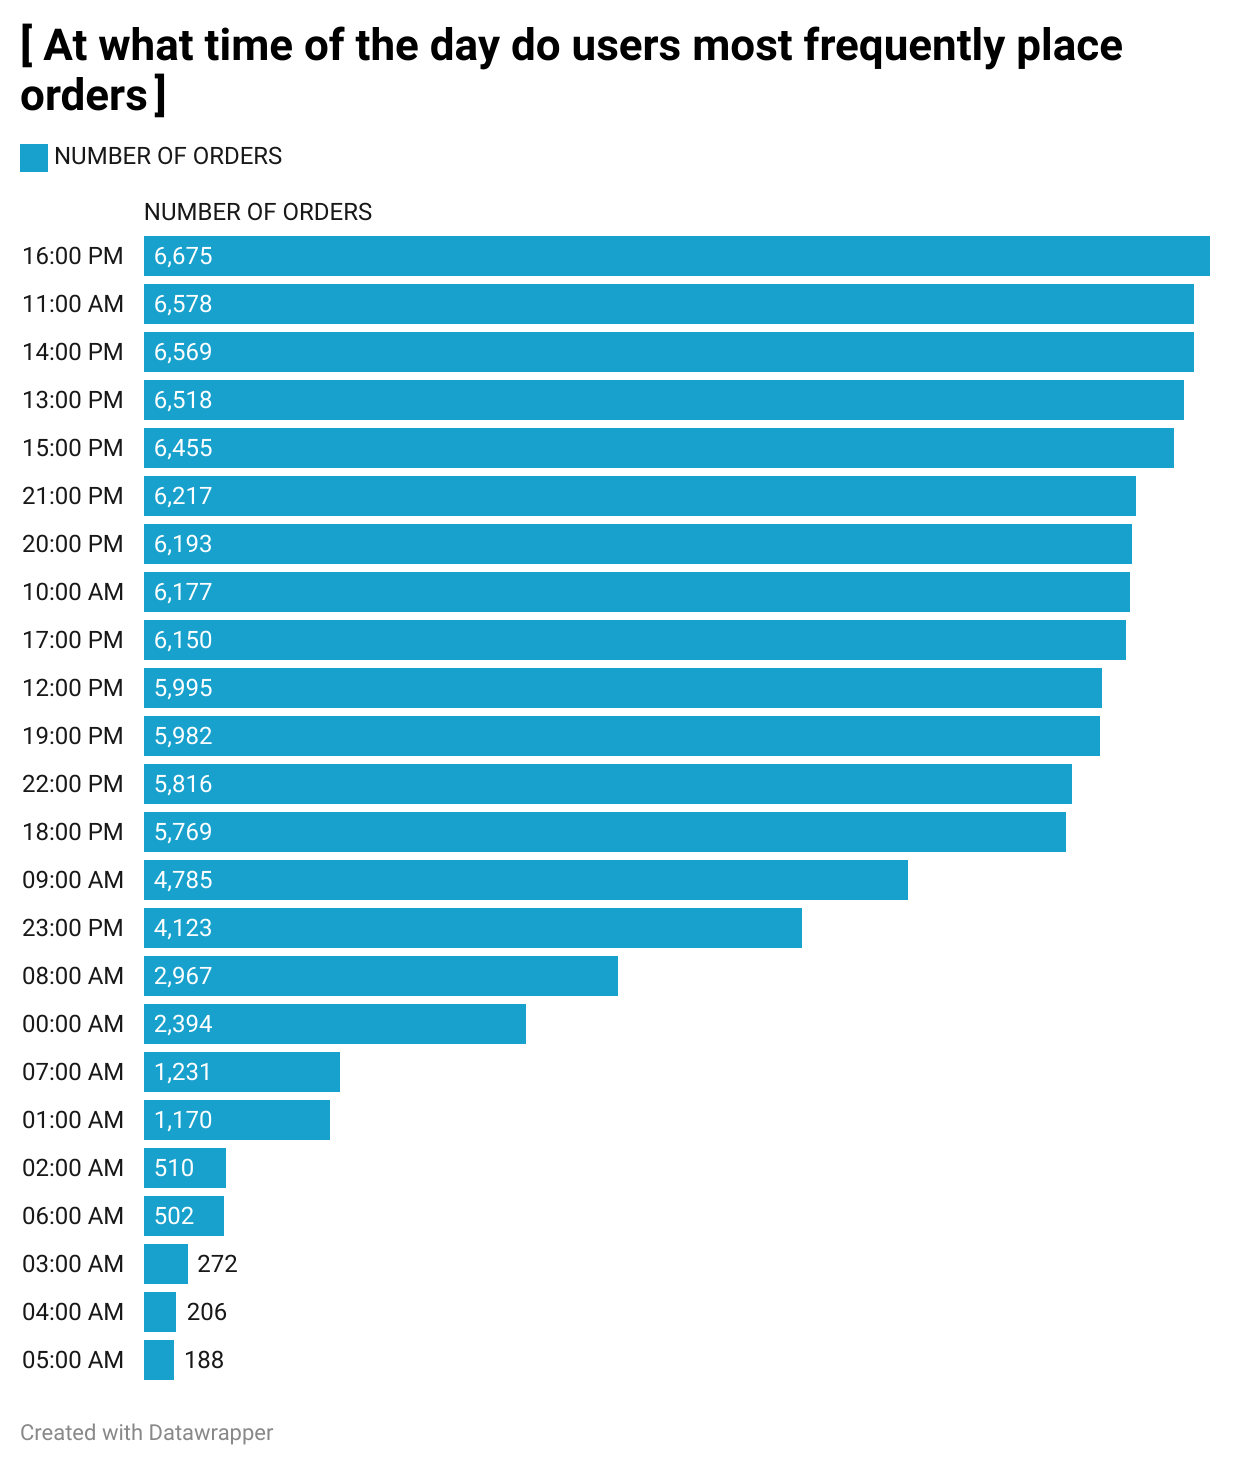 [ At what time of the day do users most frequently place
orders]
NUMBER OF ORDERS
NUMBER OF ORDERS
16:00 PM 6,675
11:00 AM 6,578
14:00 PM 6,569
13:00 PM 6,518
15:00 PM 6,455
21:00 PM 6,217
20:00 PM 6,193
10:00 AM 6,177
17:00 PM 6,150
12:00 PM 5,995
19:00 PM 5,982
22:00 PM 5,816
18:00 PM 5,769
09:00 AM 4,785
23:00 PM 4,123
08:00 AM 2,967
00:00 AM 2,394
07:00 AM 1,231
01:00 AM 1,170
02:00 AM 510
06:00 AM 502
03:00 AM 272
04:00 AM 206
05:00 AM 188
Created with Datawrapper